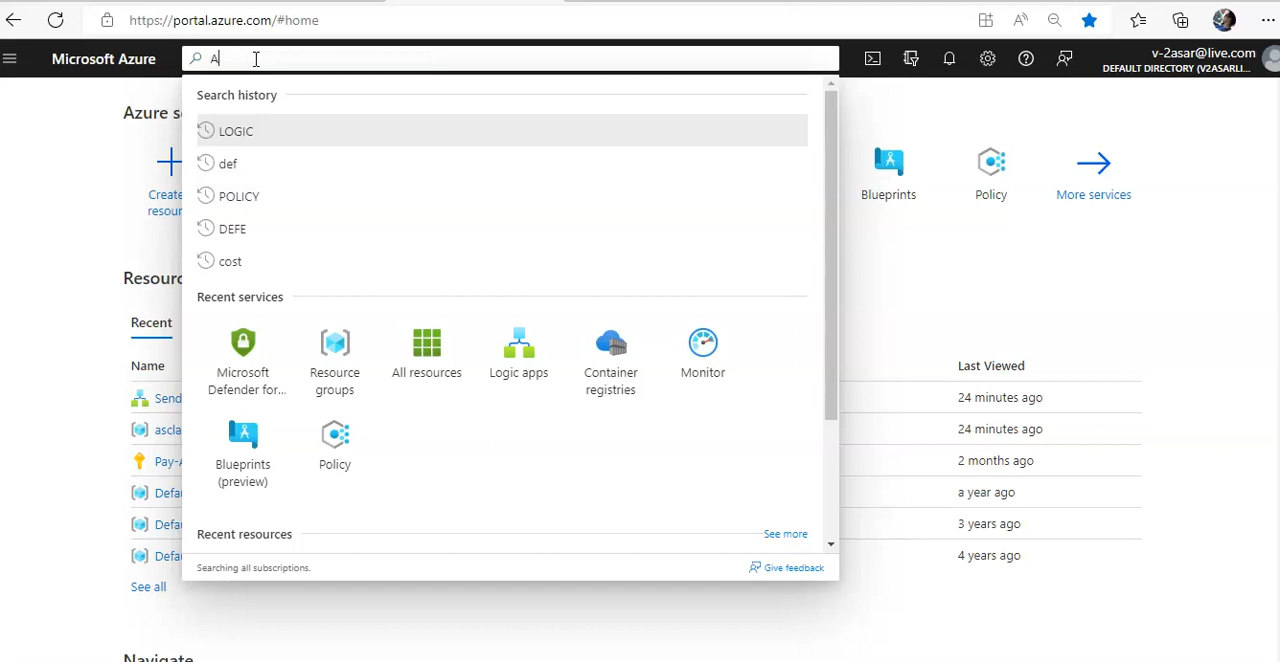 https://portal.azure.com/#home
Microsoft Azure
A
v-2asar@live.com
DEFAULT DIRECTORY (V2ASARLI...
Azure se
Search history
LOGIC
def
POLICY
DEFE
cost
Create
resour
Blueprints
Policy
More services
Recent services
Microsoft
Defender for...
Resource
groups
All resources
Logic apps
Container
registries
Monitor
Blueprints
(preview)
Policy
Recent resources
See more
Searching all subscriptions.
Give feedback
Resourc
Recent
Name
Last Viewed
Send
24 minutes ago
ascla
24 minutes ago
Pay-A
2 months ago
Defa
a year ago
Defa
3 years ago
Defa
4 years ago
See all
Navigate